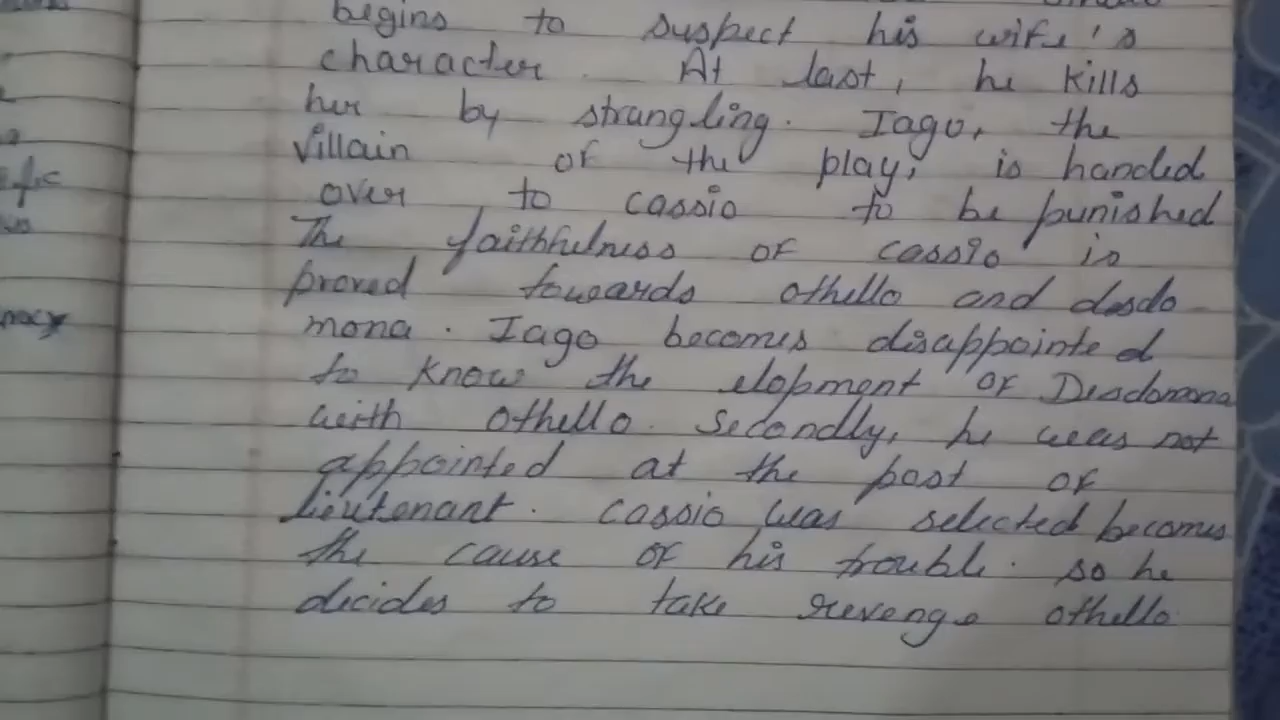 begins to suspect his wife's
character. At last, he kills
her by strangling. Iago, the
villain of the play, is handed
over to cassio to be punished
The faithfulness of cassio is
proved towards othello and desdo
mona. Iago becomes disappointed
to know the elopment of Desdomona
with othello. Secondly, he was not
appointed at the post of
lieutenant. cassio was selected becomes
the cause of his trouble. so he
decides to take revenge othello